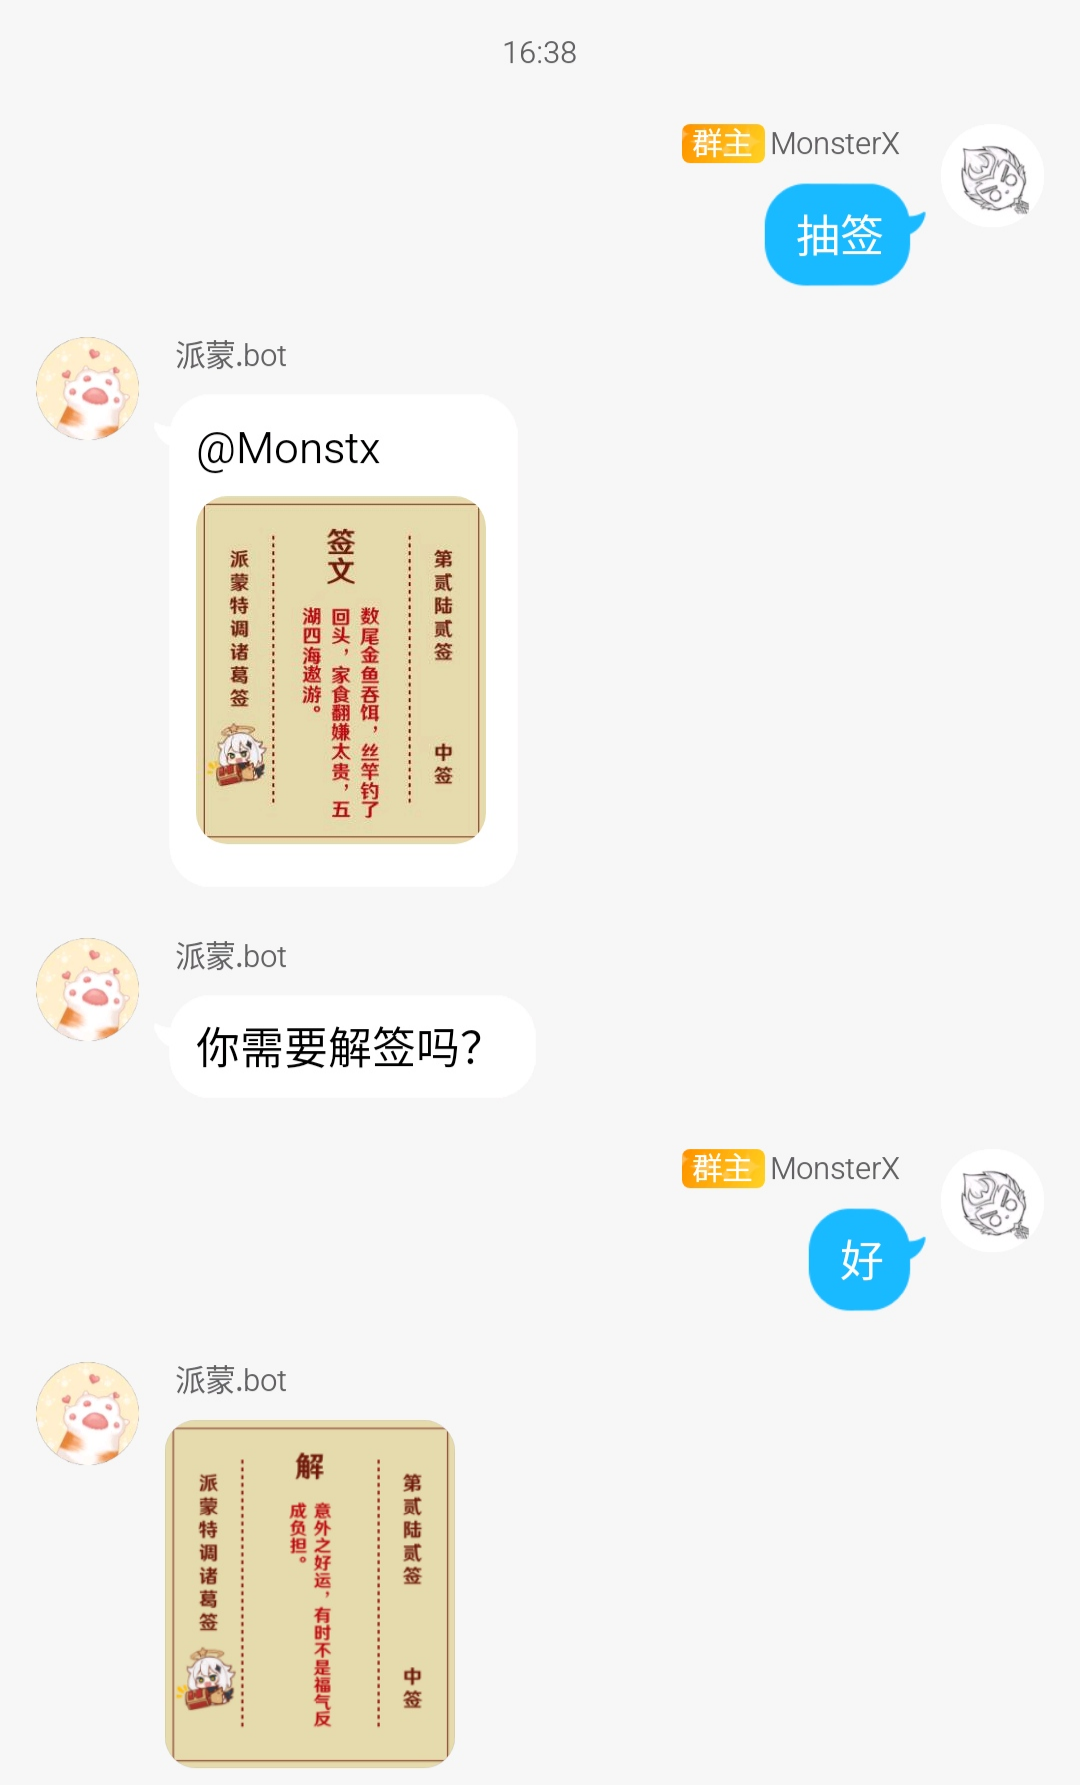 16:38
群主 MonsterX
抽签
派蒙.bot
@Monstx
第贰陆贰签 中签
签文
数尾金鱼吞饵，丝竿钓了
回头，家食翻嫌太贵，五
湖四海遨游。
派蒙特调诸葛签
派蒙.bot
你需要解签吗?
群主 MonsterX
好
派蒙.bot
第贰陆贰签 中签
解
意外之好运，有时不是福气反
成负担。
派蒙特调诸葛签